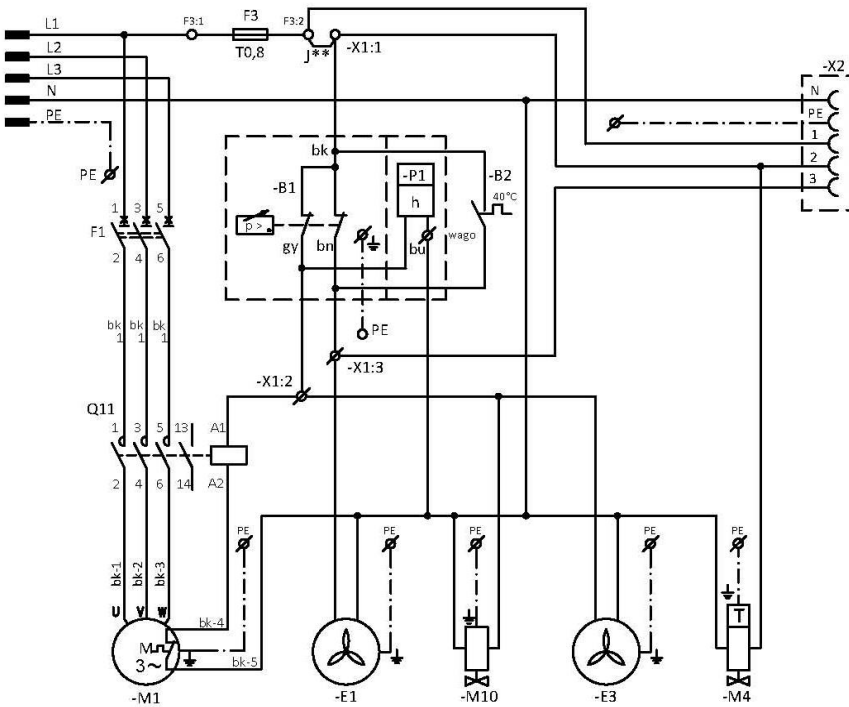 L1 F3:1 F3 F3:2
T0,8 J** -X1:1
L2
L3 -X2
N N
PE PE
1
bk 2
PE -B1 -P1 -B2 3
40°C
h
1 3 5
F1 p > wago
gy bn bu
2 4 6
PE
bk bk bk
1 1 1
-X1:3
-X1:2
Q11
1 3 5 13 A1
2 4 6 14 A2
PE PE PE PE PE
bk-1 bk-2 bk-3
U V W
bk-4 T
M
3~
bk-5
-M1 -E1 -M10 -E3 -M4